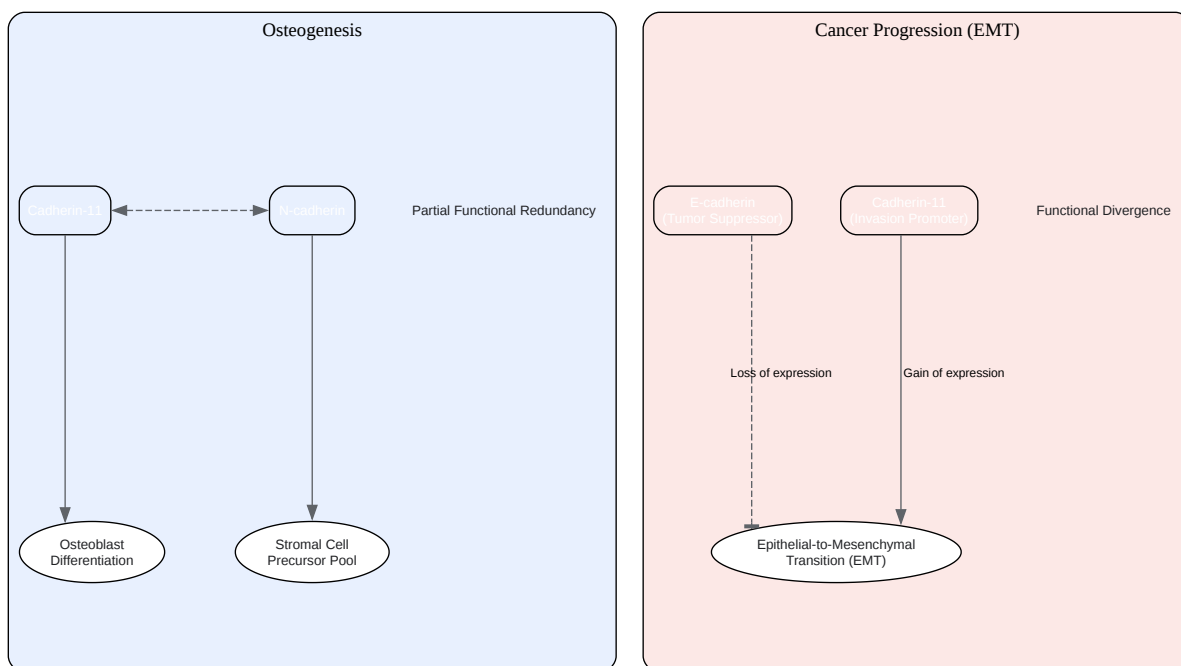 Osteogenesis
Cadherin-11
N-cadherin
Partial Functional Redundancy
Osteoblast
Differentiation
Stromal Cell
Precursor Pool
Cancer Progression (EMT)
E-cadherin
(Tumor Suppressor)
Cadherin-11
(Invasion Promoter)
Functional Divergence
Loss of expression
Gain of expression
Epithelial-to-Mesenchymal
Transition (EMT)